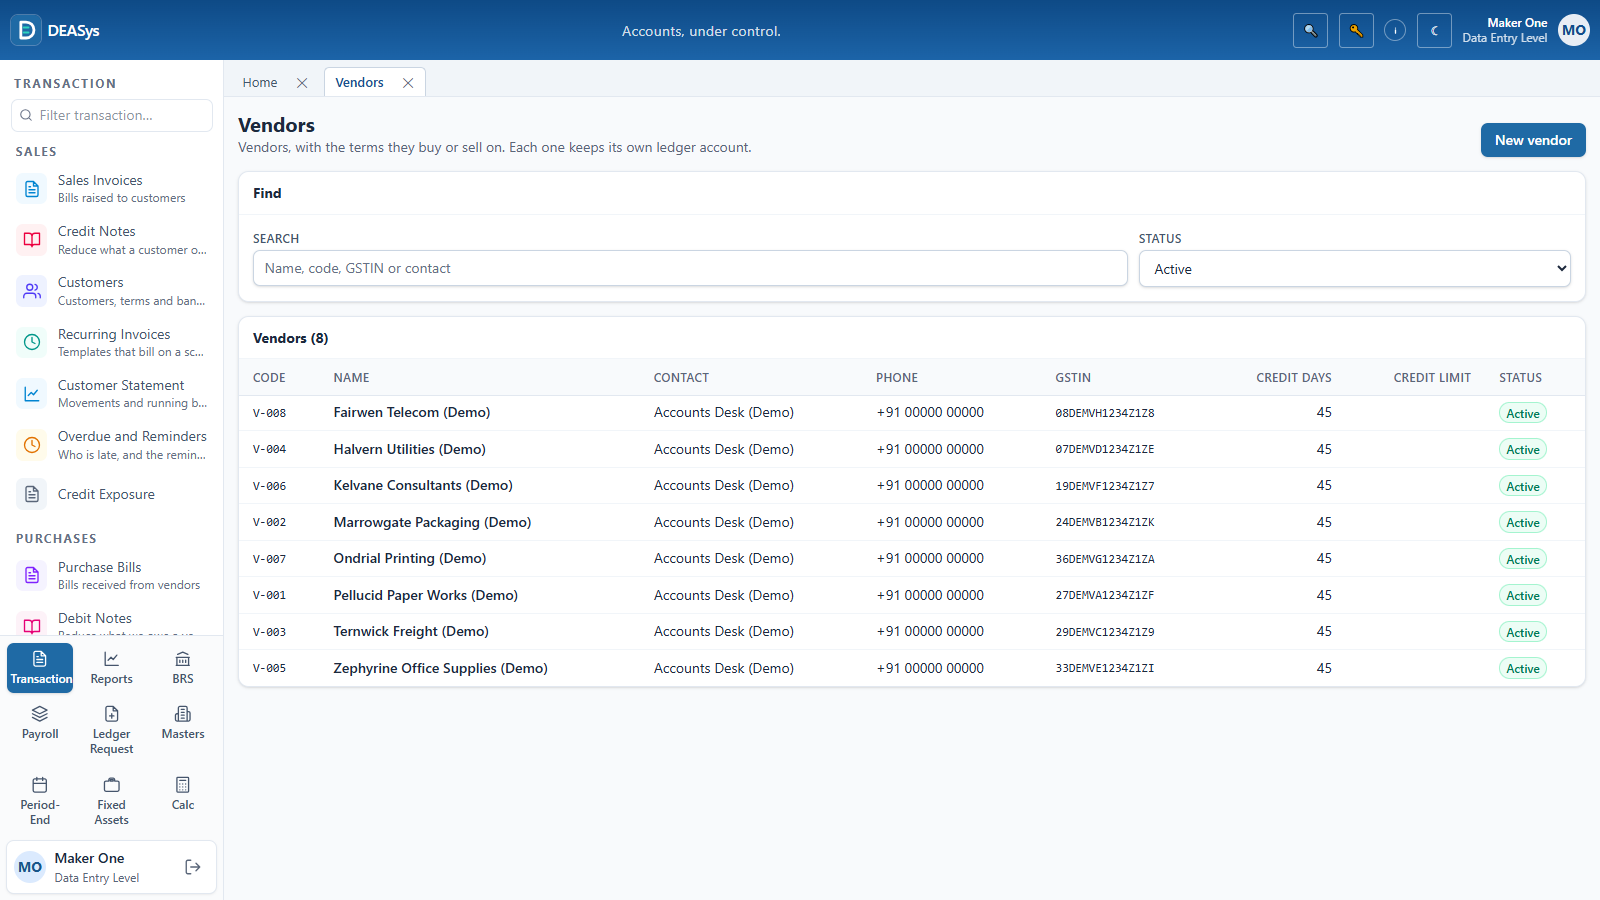 DEASys
Accounts, under control.
Maker One
Data Entry Level
MO
TRANSACTION
Filter transaction...
SALES
Sales Invoices
Bills raised to customers
Credit Notes
Reduce what a customer o...
Customers
Customers, terms and ban...
Recurring Invoices
Templates that bill on a sc...
Customer Statement
Movements and running b...
Overdue and Reminders
Who is late, and the remin...
Credit Exposure
PURCHASES
Purchase Bills
Bills received from vendors
Debit Notes
Transaction
Reports
BRS
Payroll
Ledger Request
Masters
Period-End
Fixed Assets
Calc
MO
Maker One
Data Entry Level
Home
Vendors
Vendors
Vendors, with the terms they buy or sell on. Each one keeps its own ledger account.
New vendor
Find
SEARCH
Name, code, GSTIN or contact
STATUS
Active
Vendors (8)
CODE NAME CONTACT PHONE GSTIN CREDIT DAYS CREDIT LIMIT STATUS
V-008 Fairwen Telecom (Demo) Accounts Desk (Demo) +91 00000 00000 08DEMVH1234Z1Z8 45 Active
V-004 Halvern Utilities (Demo) Accounts Desk (Demo) +91 00000 00000 07DEMVD1234Z1ZE 45 Active
V-006 Kelvane Consultants (Demo) Accounts Desk (Demo) +91 00000 00000 19DEMVF1234Z1Z7 45 Active
V-002 Marrowgate Packaging (Demo) Accounts Desk (Demo) +91 00000 00000 24DEMVB1234Z1ZK 45 Active
V-007 Ondrial Printing (Demo) Accounts Desk (Demo) +91 00000 00000 36DEMVG1234Z1ZA 45 Active
V-001 Pellucid Paper Works (Demo) Accounts Desk (Demo) +91 00000 00000 27DEMVA1234Z1ZF 45 Active
V-003 Ternwick Freight (Demo) Accounts Desk (Demo) +91 00000 00000 29DEMVC1234Z1Z9 45 Active
V-005 Zephyrine Office Supplies (Demo) Accounts Desk (Demo) +91 00000 00000 33DEMVE1234Z1ZI 45 Active